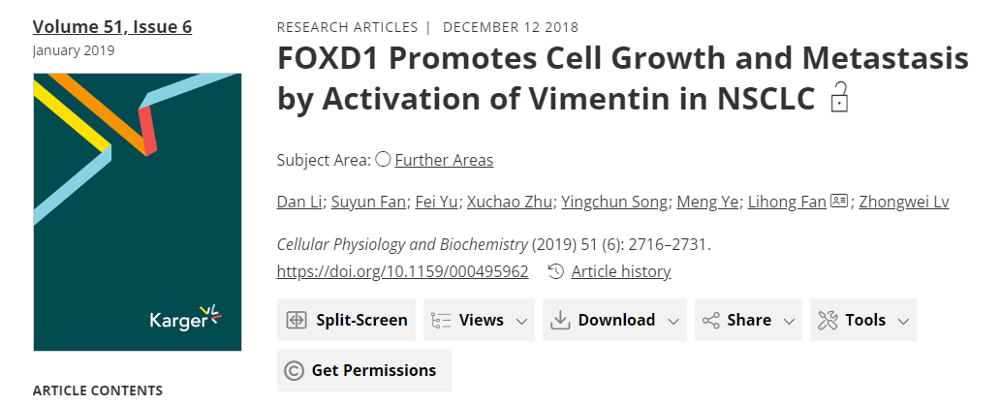 Volume 51, Issue 6
January 2019
Karger
ARTICLE CONTENTS
RESEARCH ARTICLES | DECEMBER 12 2018
FOXD1 Promotes Cell Growth and Metastasis
by Activation of Vimentin in NSCLC
Subject Area: Further Areas
Dan Li; Suyun Fan; Fei Yu; Xuchao Zhu; Yingchun Song; Meng Ye; Lihong Fan ; Zhongwei Lv
Cellular Physiology and Biochemistry (2019) 51 (6): 2716–2731.
https://doi.org/10.1159/000495962 Article history
Split-Screen Views Download Share Tools
© Get Permissions